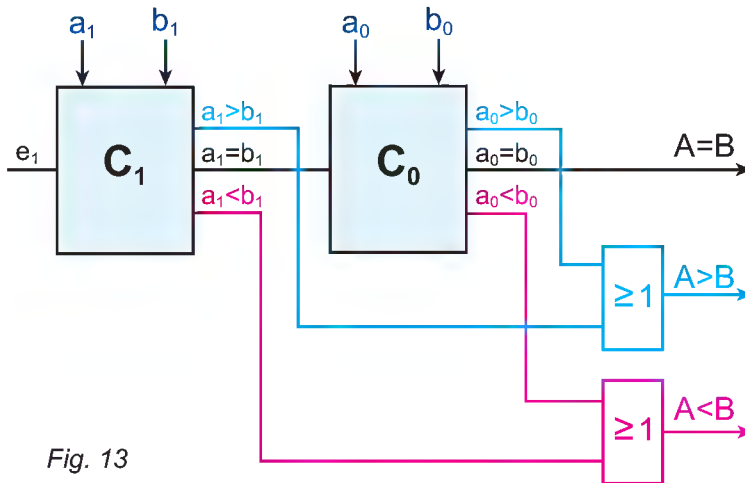 a₁ b₁ a₀ b₀
a₁>b₁ a₀>b₀
e₁ C₁ a₁=b₁ C₀ a₀=b₀ A=B
a₁<b₁ a₀<b₀
≥1 A>B
≥1 A<B
Fig. 13